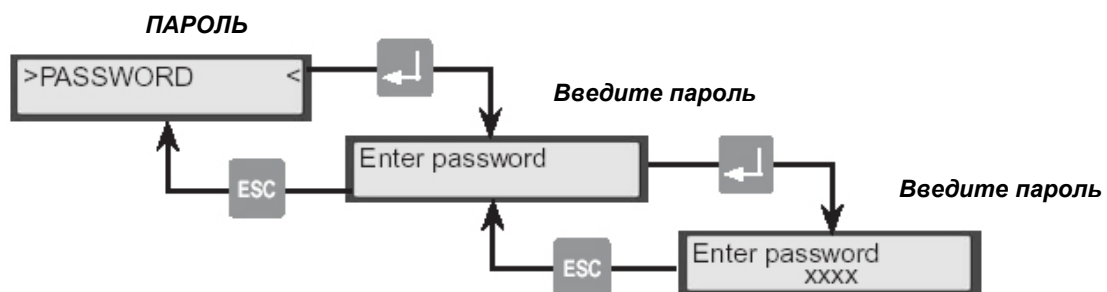 ПАРОЛЬ
>PASSWORD <
Введите пароль
Enter password
ESC
Введите пароль
Enter password
xxxx
ESC